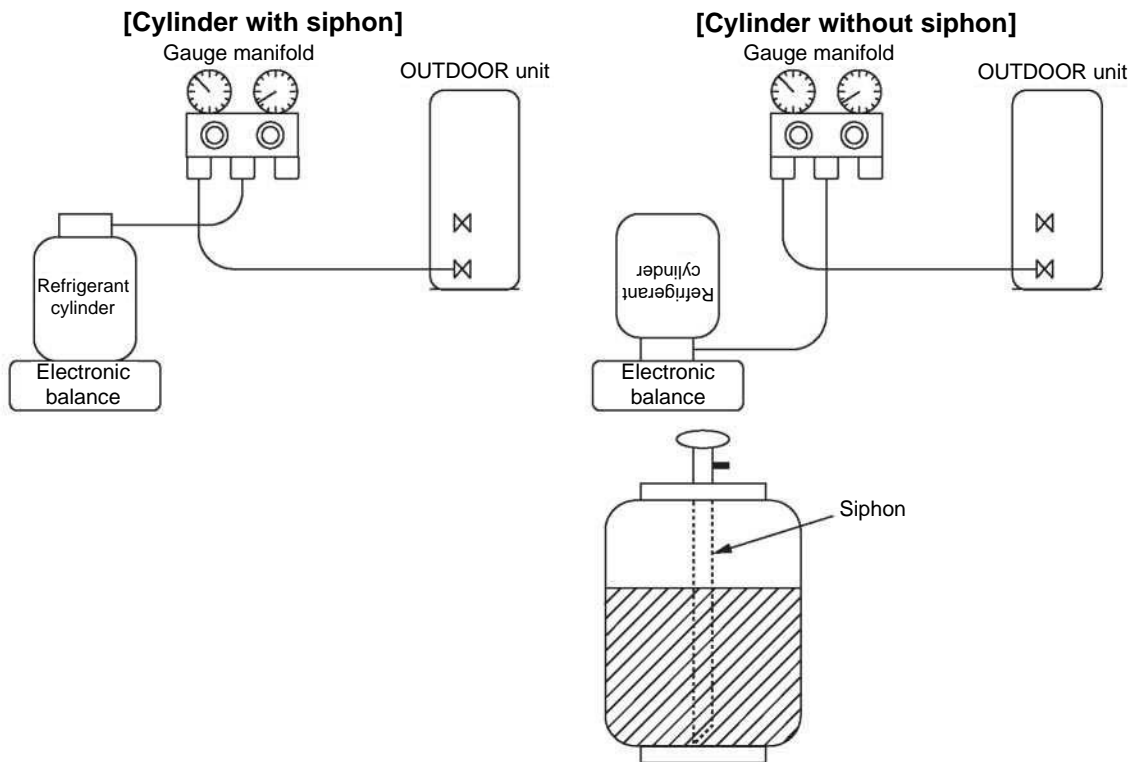 [Cylinder with siphon]
Gauge manifold
OUTDOOR unit
Refrigerant
cylinder
Electronic
balance
[Cylinder without siphon]
Gauge manifold
OUTDOOR unit
Refrigerant
cylinder
Electronic
balance
Siphon